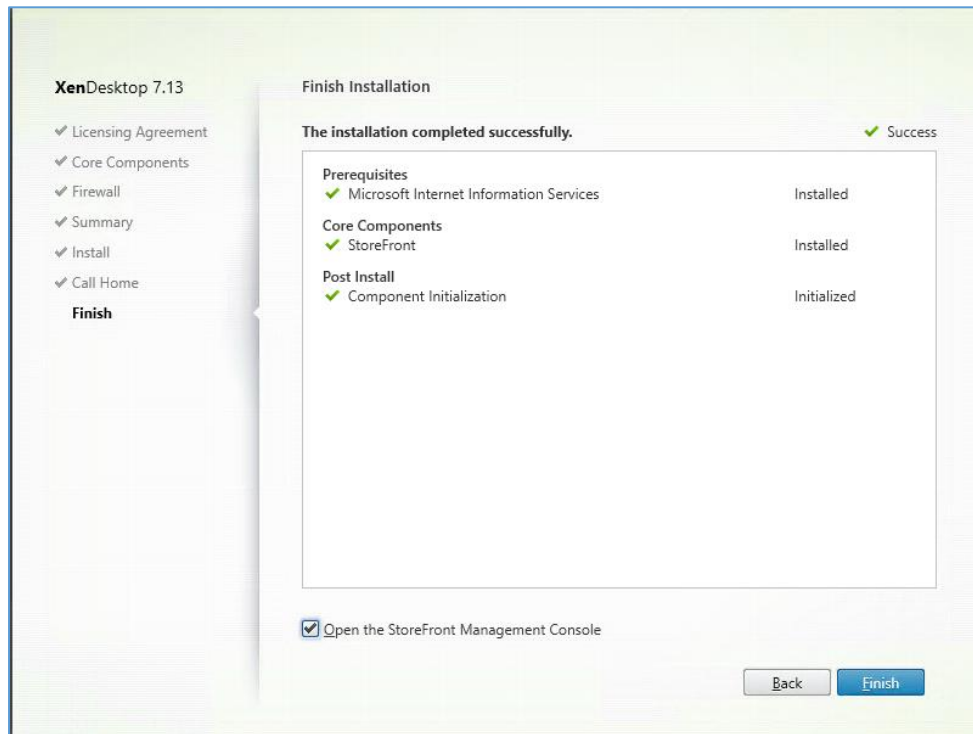 XenDesktop 7.13
Licensing Agreement
Core Components
Firewall
Summary
Install
Call Home
Finish
Finish Installation
The installation completed successfully. Success
Prerequisites
Microsoft Internet Information Services Installed
Core Components
StoreFront Installed
Post Install
Component Initialization Initialized
Open the StoreFront Management Console
Back Finish